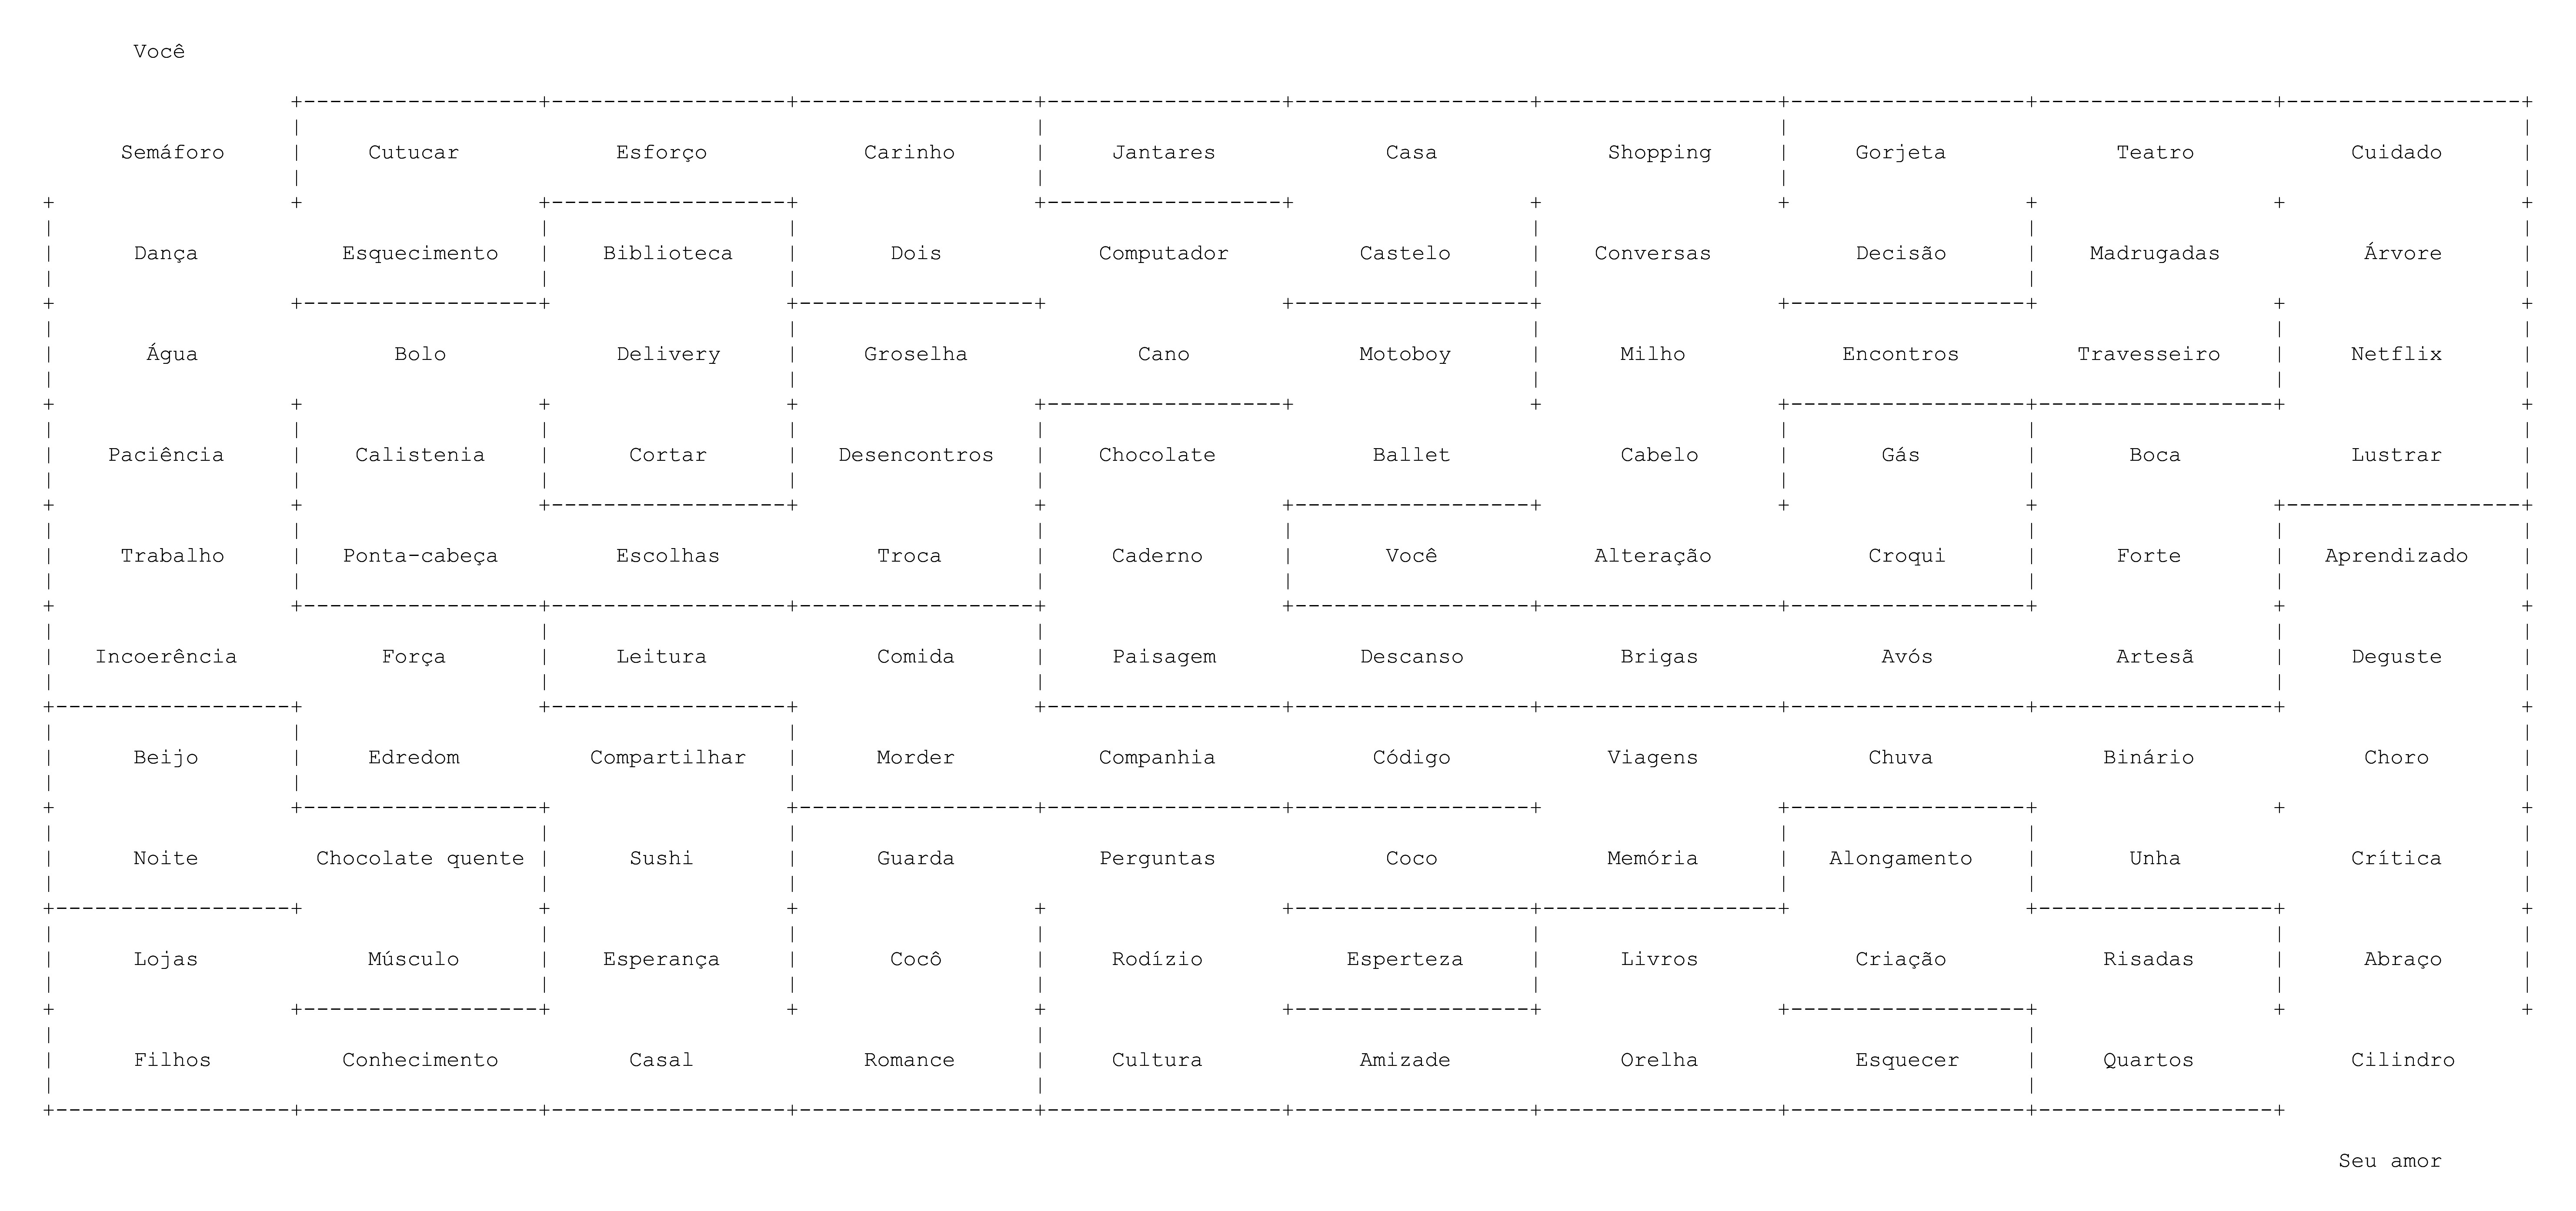 Você
Semáforo Cutucar Esforço Carinho Jantares Casa Shopping Gorjeta Teatro Cuidado
Dança Esquecimento Biblioteca Dois Computador Castelo Conversas Decisão Madrugadas Árvore
Água Bolo Delivery Groselha Cano Motoboy Milho Encontros Travesseiro Netflix
Paciência Calistenia Cortar Desencontros Chocolate Ballet Cabelo Gás Boca Lustrar
Trabalho Ponta-cabeça Escolhas Troca Caderno Você Alteração Croqui Forte Aprendizado
Incoerência Força Leitura Comida Paisagem Descanso Brigas Avós Artesã Deguste
Beijo Edredom Compartilhar Morder Companhia Código Viagens Chuva Binário Choro
Noite Chocolate quente Sushi Guarda Perguntas Coco Memória Alongamento Unha Crítica
Lojas Músculo Esperança Cocô Rodízio Esperteza Livros Criação Risadas Abraço
Filhos Conhecimento Casal Romance Cultura Amizade Orelha Esquecer Quartos Cilindro
Seu amor